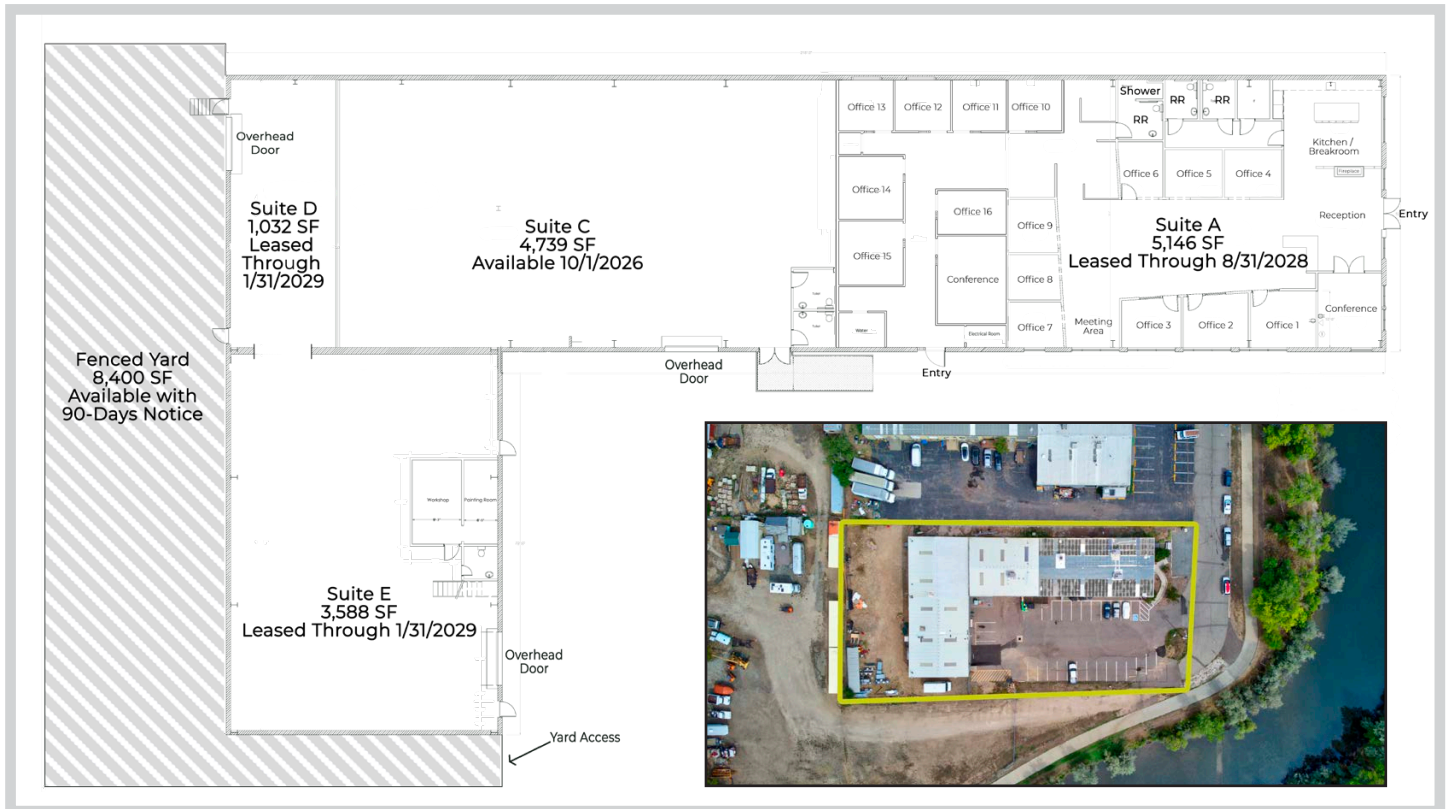 Overhead
Door
Suite D
1,032 SF
Leased
Through
1/31/2029
Suite C
4,739 SF
Available 10/1/2026
Office 13
Office 12
Office 11
Office 10
Office 14
Office 15
Office 16
Conference
Office 9
Office 8
Office 7
Electrical Room
Water
Toilet
Toilet
Shower
RR
RR
RR
Office 6
Office 5
Office 4
Kitchen /
Breakroom
Fireplace
Reception
Entry
Suite A
5,146 SF
Leased Through 8/31/2028
Meeting
Area
Office 3
Office 2
Office 1
Conference
Overhead
Door
Entry
Fenced Yard
8,400 SF
Available with
90-Days Notice
Workshop
Painting Room
Suite E
3,588 SF
Leased Through 1/31/2029
Overhead
Door
Yard Access